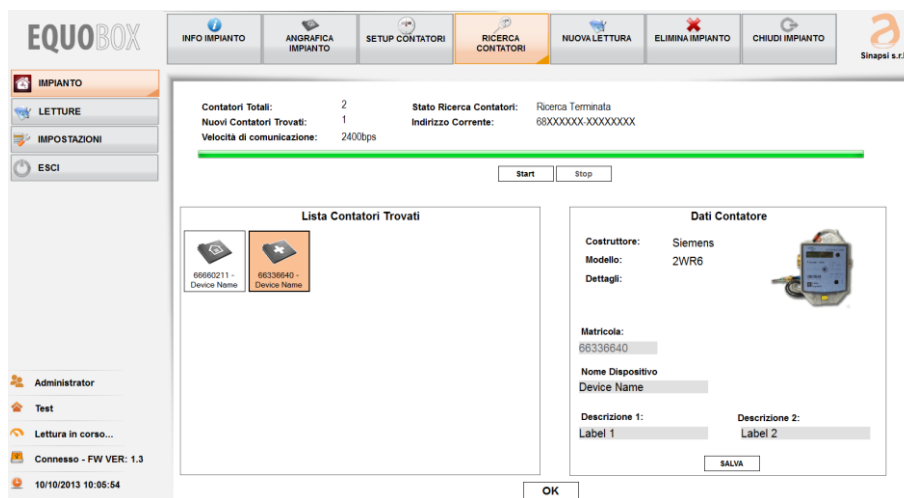 EQUOBOX
INFO IMPIANTO
ANGRAFICA
IMPIANTO
SETUP CONTATORI
RICERCA
CONTATORI
NUOVA LETTURA
ELIMINA IMPIANTO
CHIUDI IMPIANTO
Sinapsi s.r.l
IMPIANTO
LETTURE
IMPOSTAZIONI
ESCI
Contatori Totali: 2 Stato Ricerca Contatori: Ricerca Terminata
Nuovi Contatori Trovati: 1 Indirizzo Corrente: 68XXXXXX-XXXXXXXX
Velocità di comunicazione: 2400bps
Start Stop
Lista Contatori Trovati
66660211 -
Device Name
66336640 -
Device Name
Dati Contatore
Costruttore: Siemens
Modello: 2WR6
Dettagli:
Matricola:
66336640
Nome Dispositivo
Device Name
Descrizione 1: Descrizione 2:
Label 1 Label 2
SALVA
Administrator
Test
Lettura in corso...
Connesso - FW VER: 1.3
10/10/2013 10:05:54
OK